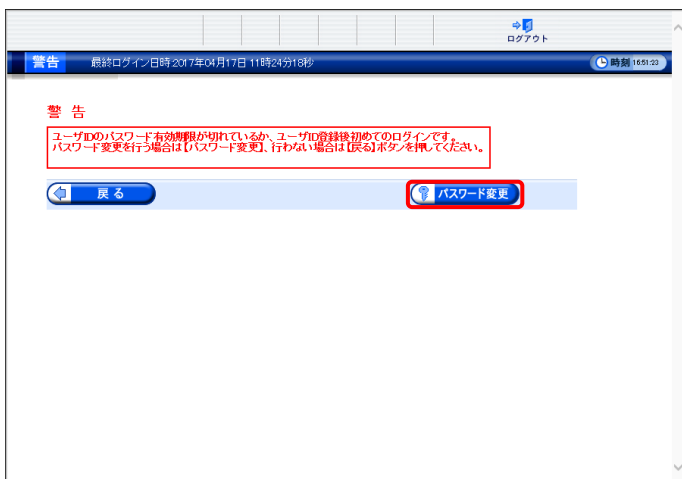 ログアウト
警告 最終ログイン日時:2017年04月17日 11時24分18秒 時刻 16:51:23
警 告
ユーザIDのパスワード有効期限が切れているか、ユーザID登録後初めてのログインです。
パスワード変更を行う場合は【パスワード変更】、行わない場合は【戻る】ボタンを押してください。
戻 る パスワード変更